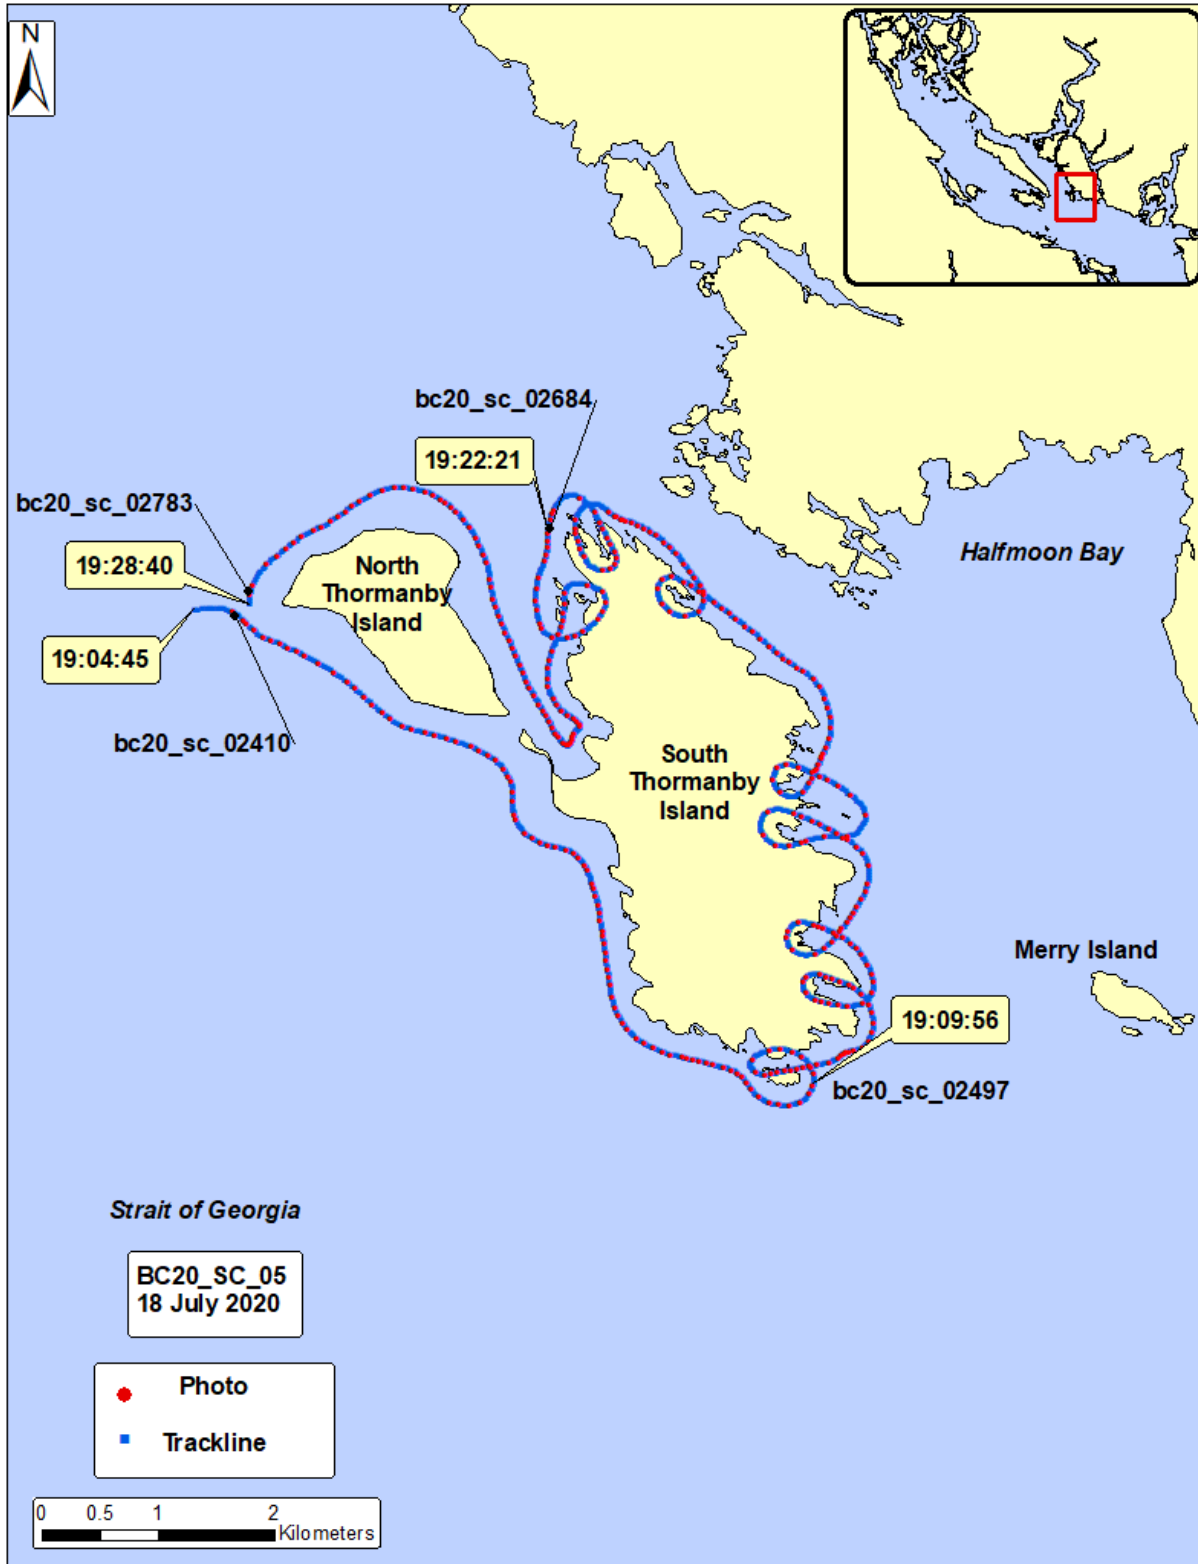 N
bc20_sc_02684
19:22:21
bc20_sc_02783
19:28:40
North
Thormanby
Island
Halfmoon Bay
19:04:45
bc20_sc_02410
South
Thormanby
Island
Merry Island
19:09:56
bc20_sc_02497
Strait of Georgia
BC20_SC_05
18 July 2020
Photo
Trackline
0 0.5 1 2
Kilometers